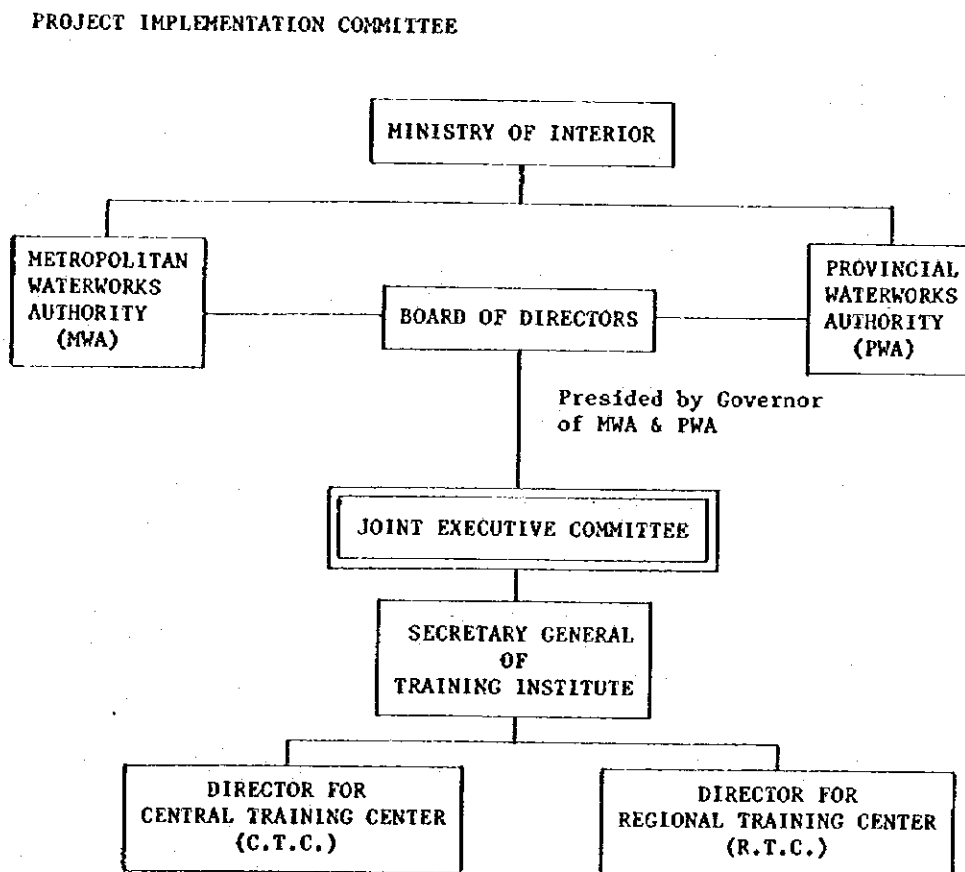 PROJECT IMPLEMENTATION COMMITTEE
MINISTRY OF INTERIOR
METROPOLITAN
WATERWORKS
AUTHORITY
(MWA)
BOARD OF DIRECTORS
PROVINCIAL
WATERWORKS
AUTHORITY
(PWA)
Presided by Governor
of MWA & PWA
JOINT EXECUTIVE COMMITTEE
SECRETARY GENERAL
OF
TRAINING INSTITUTE
DIRECTOR FOR
CENTRAL TRAINING CENTER
(C.T.C.)
DIRECTOR FOR
REGIONAL TRAINING CENTER
(R.T.C.)